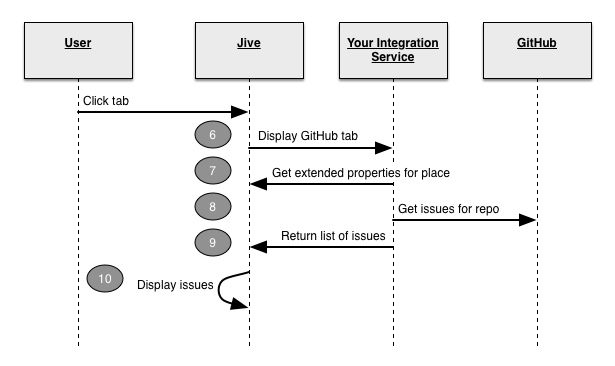 User
Jive
Your Integration
Service
GitHub
Click tab
6
Display GitHub tab
7
Get extended properties for place
8
Get issues for repo
9
Return list of issues
10
Display issues